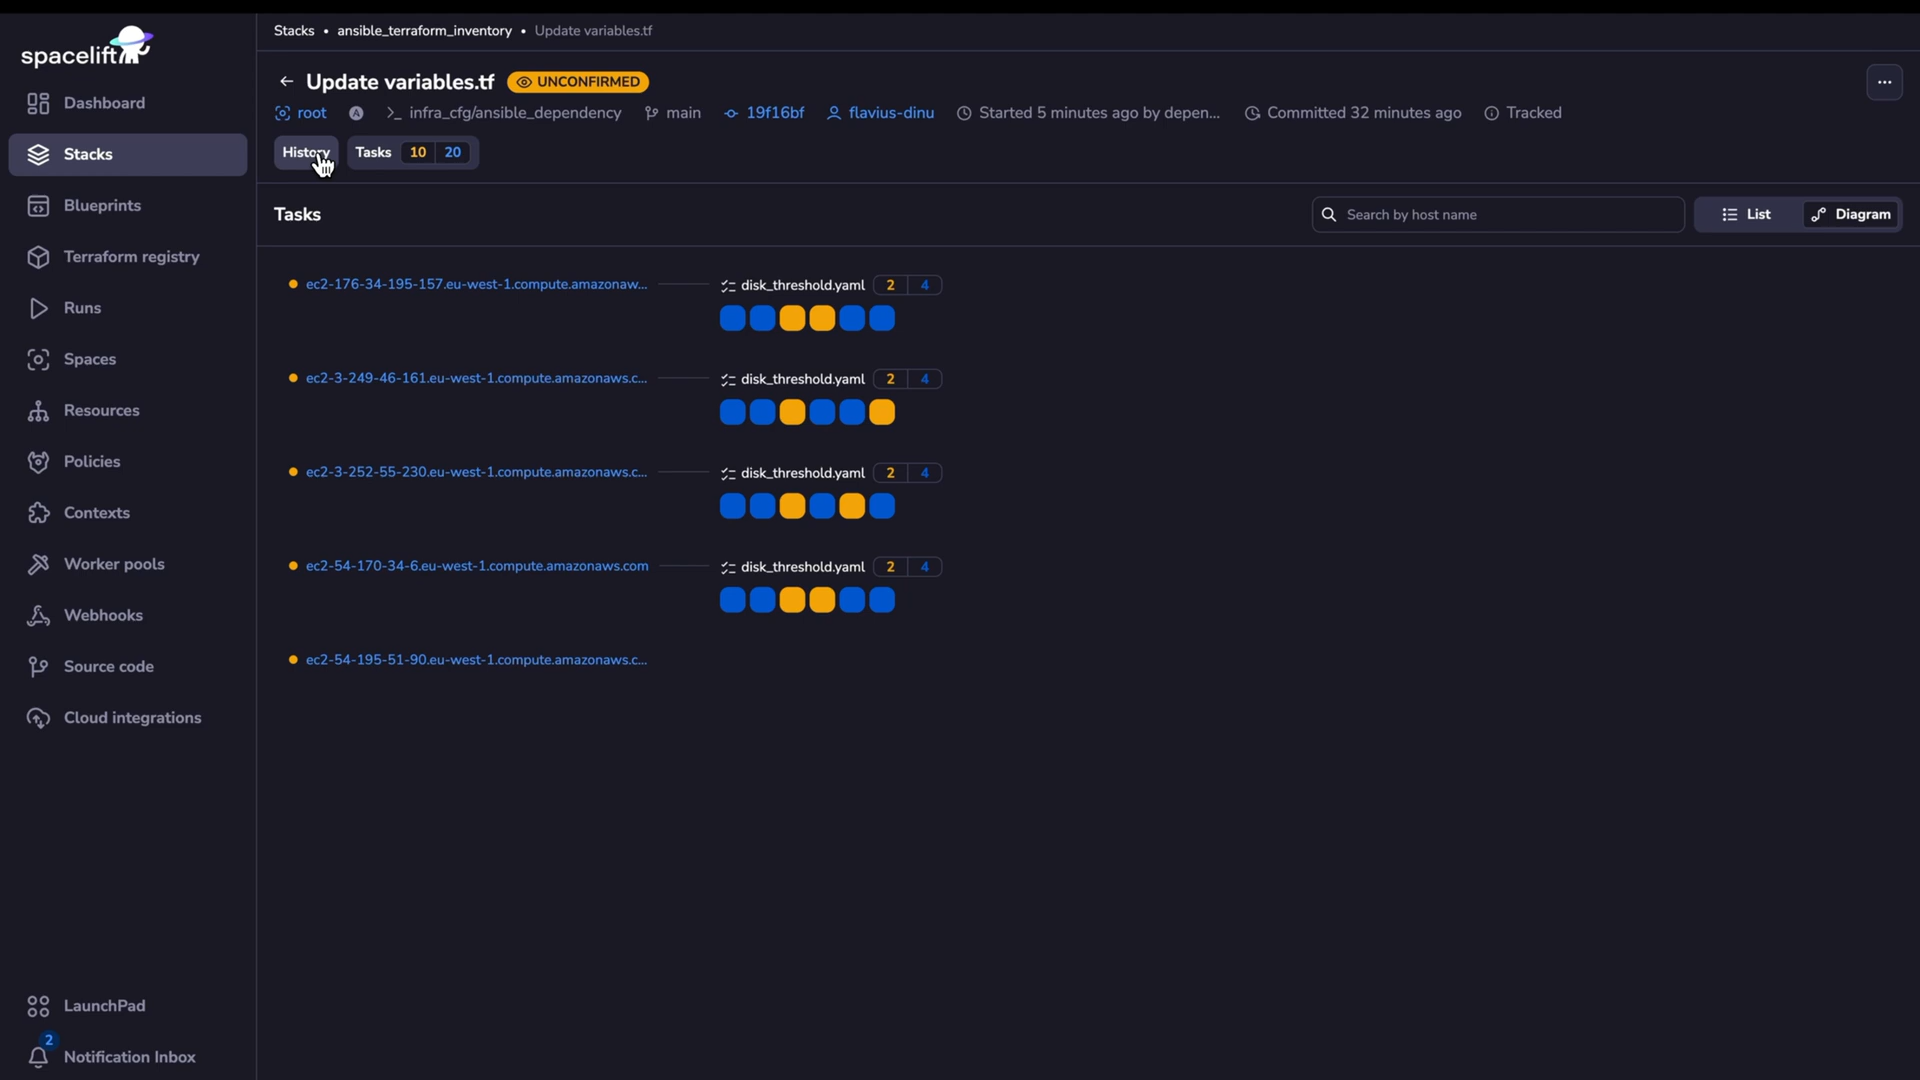 spacelift
Dashboard
Stacks
Blueprints
Terraform registry
Runs
Spaces
Resources
Policies
Contexts
Worker pools
Webhooks
Source code
Cloud integrations
LaunchPad
2
Notification Inbox
Stacks • ansible_terraform_inventory • Update variables.tf
Update variables.tf UNCONFIRMED
root A infra_cfg/ansible_dependency main 19f16bf flavius-dinu Started 5 minutes ago by depen... Committed 32 minutes ago Tracked
History Tasks 10 20
Tasks Search by host name List Diagram
ec2-176-34-195-157.eu-west-1.compute.amazonaw... disk_threshold.yaml 2 4
ec2-3-249-46-161.eu-west-1.compute.amazonaws.c... disk_threshold.yaml 2 4
ec2-3-252-55-230.eu-west-1.compute.amazonaws.c... disk_threshold.yaml 2 4
ec2-54-170-34-6.eu-west-1.compute.amazonaws.com disk_threshold.yaml 2 4
ec2-54-195-51-90.eu-west-1.compute.amazonaws.c...